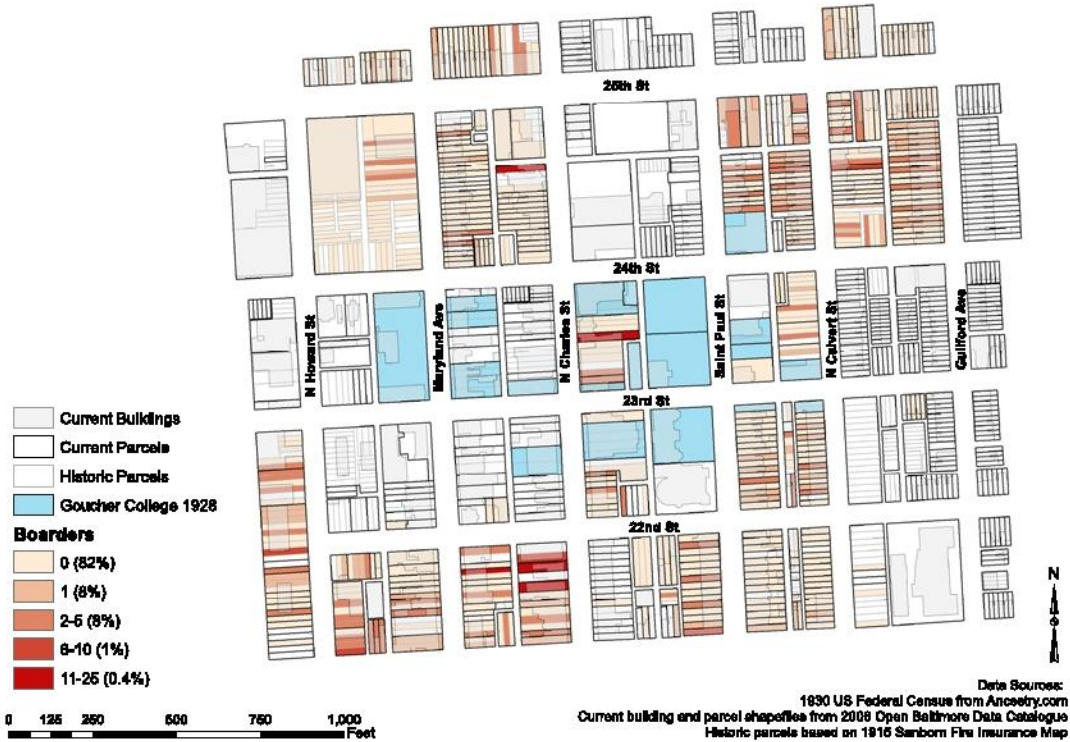 25th St
24th St
N Howard St
Maryland Ave
N Charles St
Saint Paul St
N Calvert St
Guilford Ave
23rd St
22nd St
Current Buildings
Current Parcels
Historic Parcels
Goucher College 1928
Boarders
0 (82%)
1 (8%)
2-5 (8%)
6-10 (1%)
11-25 (0.4%)
N
0 125 250 500 750 1,000
Feet
Data Sources:
1930 US Federal Census from Ancestry.com
Current building and parcel shapefiles from 2008 Open Baltimore Data Catalogue
Historic parcels based on 1915 Sanborn Fire Insurance Map